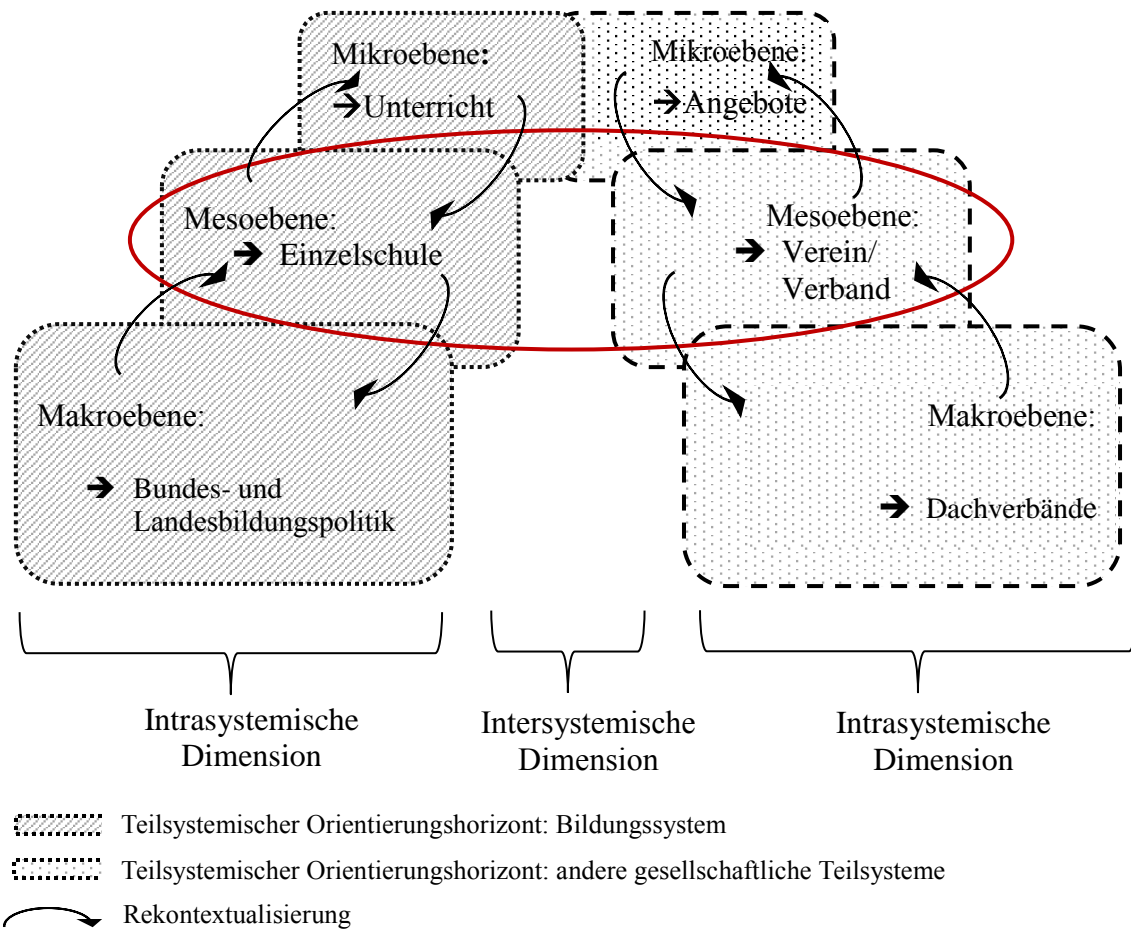 Mikroebene:
➔Unterricht
Mikroebene:
➔Angebote
Mesoebene:
➔ Einzelschule
Mesoebene:
➔ Verein/
Verband
Makroebene:
➔ Bundes- und
Landesbildungspolitik
Makroebene:
➔ Dachverbände
Intrasystemische
Dimension
Intersystemische
Dimension
Intrasystemische
Dimension
Teilsystemischer Orientierungshorizont: Bildungssystem
Teilsystemischer Orientierungshorizont: andere gesellschaftliche Teilsysteme
Rekontextualisierung